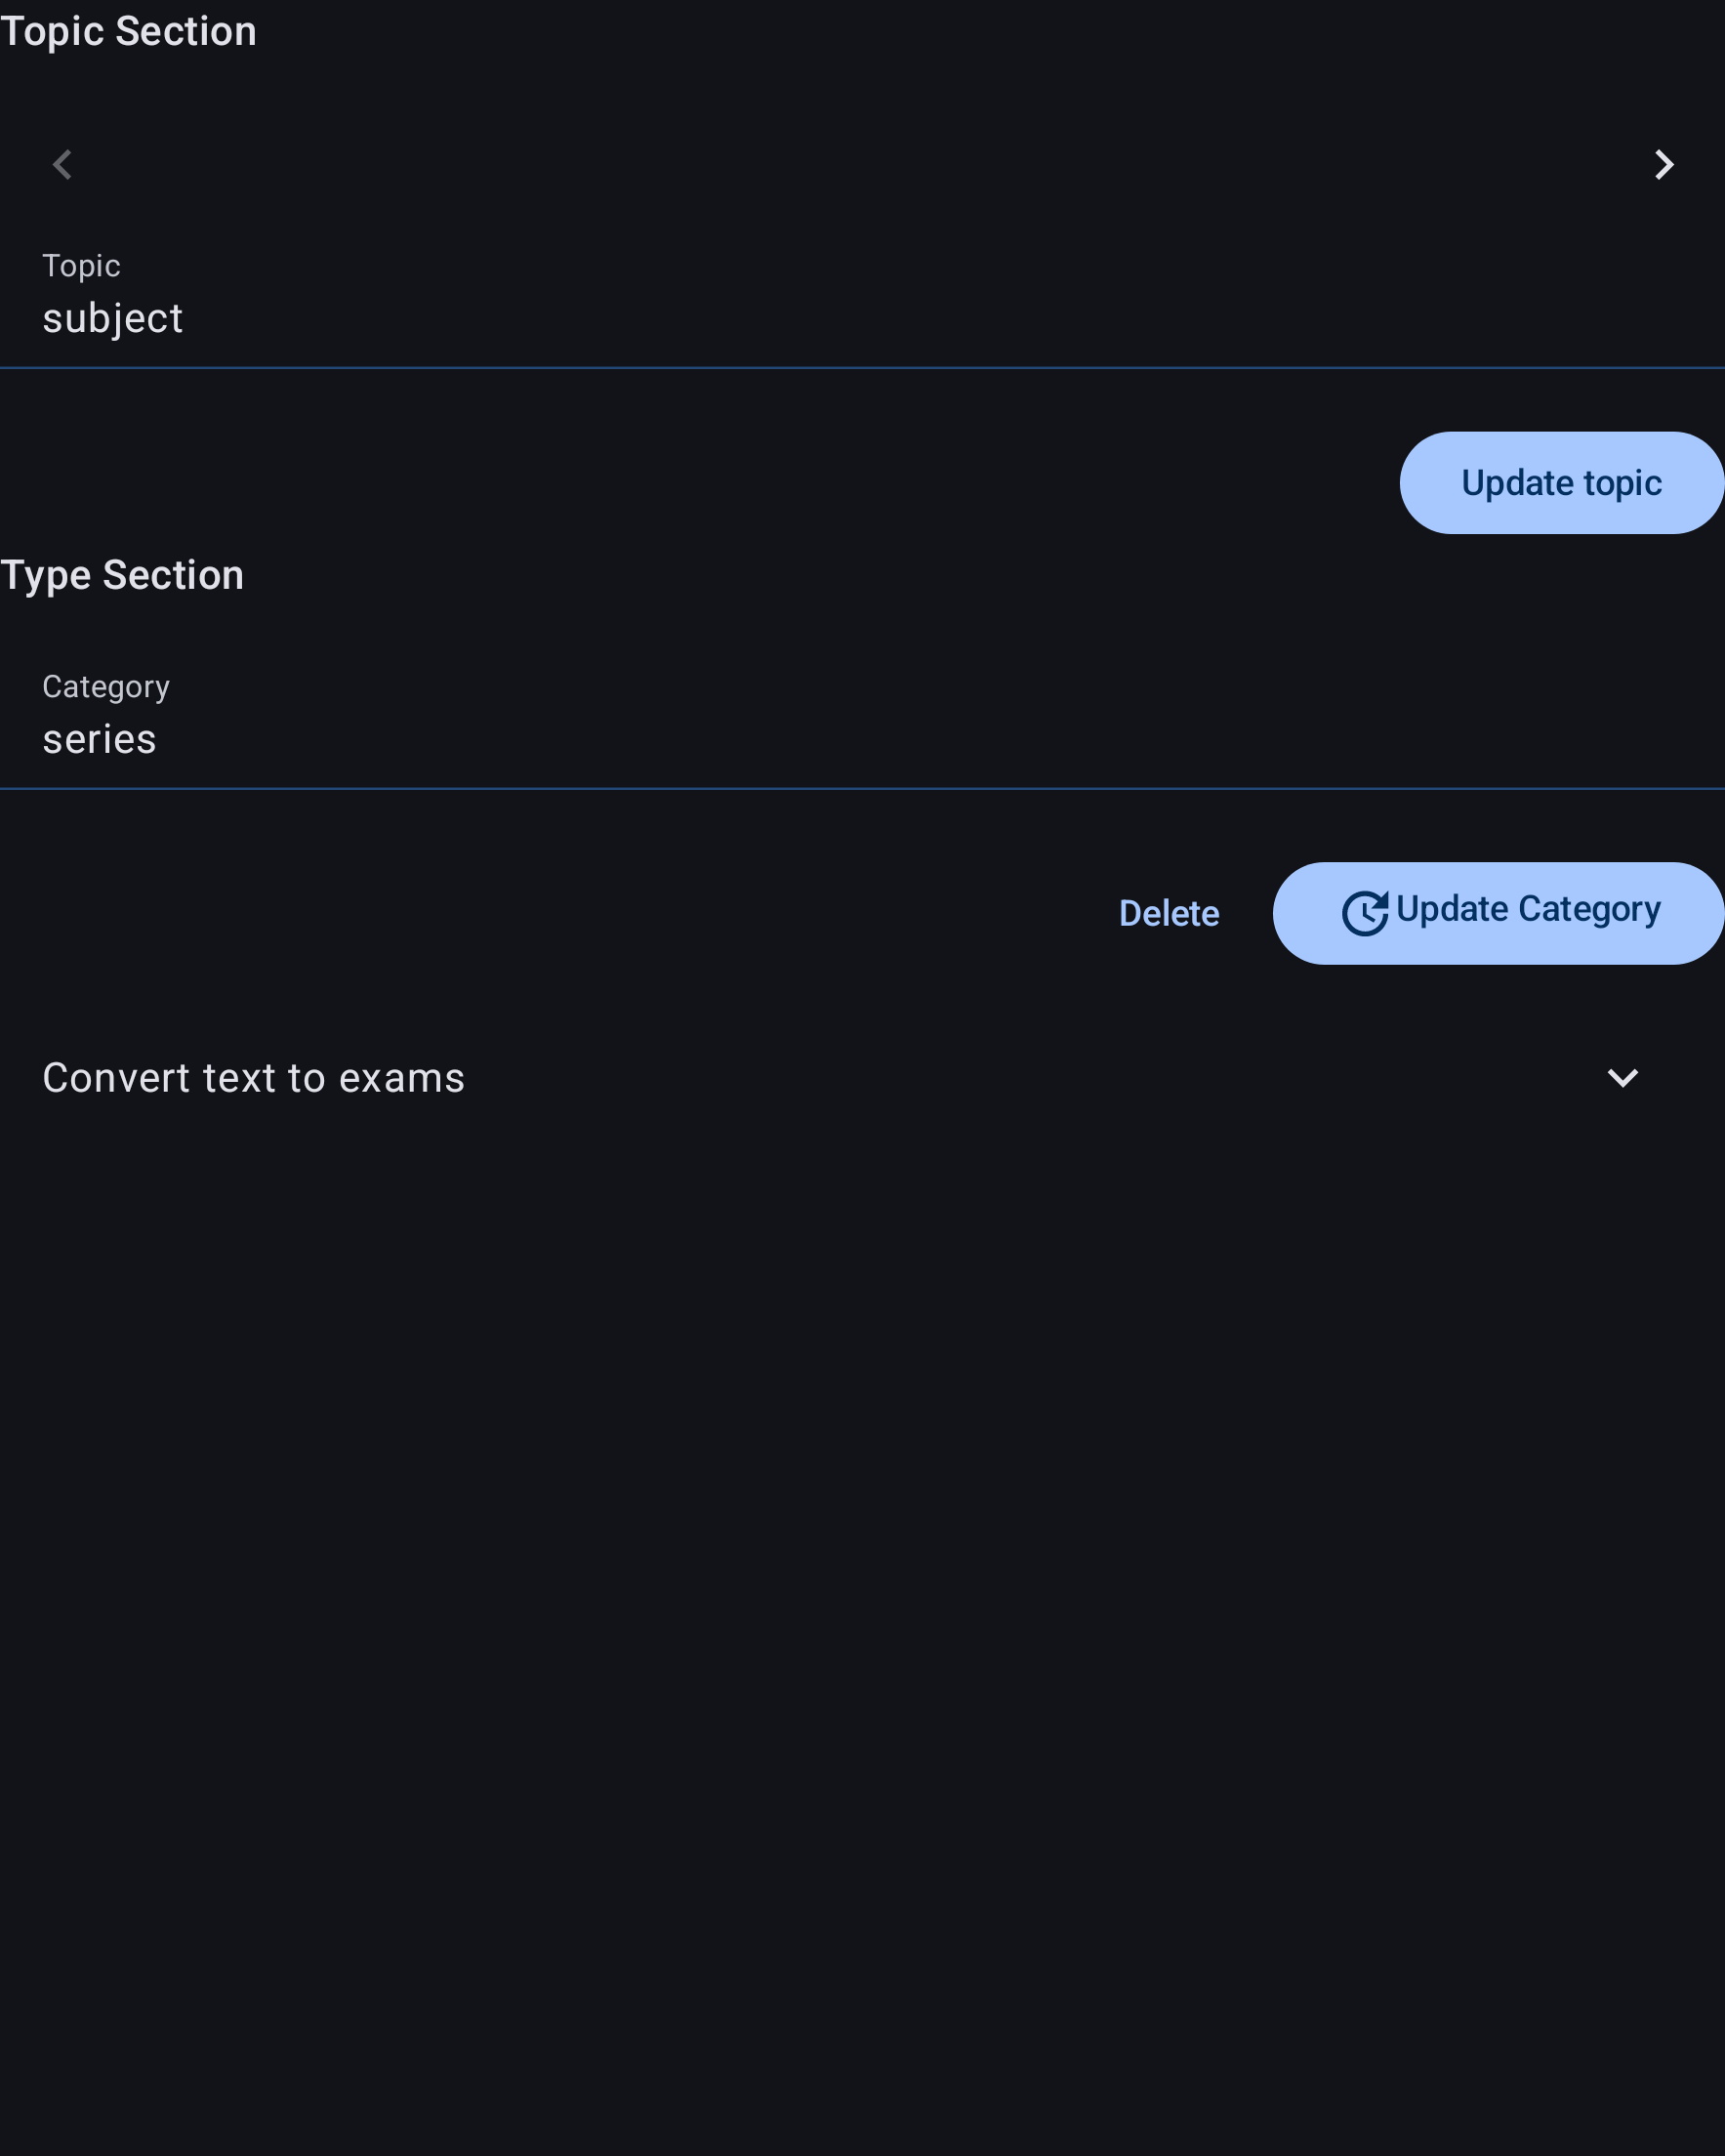 Topic Section
Topic
subject
Update topic
Type Section
Category
series
Delete
Update Category
Convert text to exams